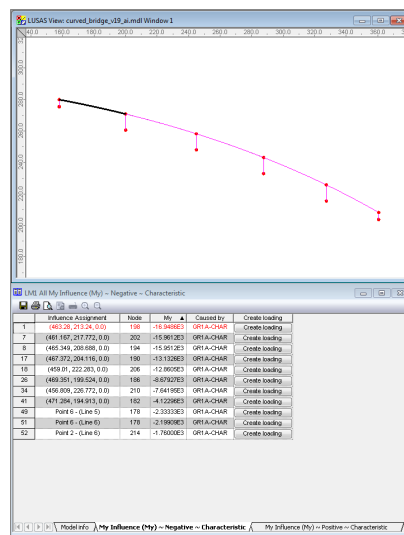 LUSAS View: curved_bridge_v19_ai.mdl Window 1
140.0 160.0 180.0 200.0 220.0 240.0 260.0 280.0 300.0 320.0 340.0 360.0
300.0
280.0
260.0
240.0
220.0
200.0
180.0
LM1 All My Influence (My) ~ Negative ~ Characteristic
Influence Assignment Node My ▲ Caused by Create loading
1 (463.28, 213.24, 0.0) 198 -16.9486E3 GR1A-CHAR Create loading
7 (461.167, 217.772, 0.0) 202 -15.9612E3 GR1A-CHAR Create loading
8 (465.349, 208.688, 0.0) 194 -15.9512E3 GR1A-CHAR Create loading
17 (467.372, 204.116, 0.0) 190 -13.1326E3 GR1A-CHAR Create loading
18 (459.01, 222.283, 0.0) 206 -12.8605E3 GR1A-CHAR Create loading
26 (469.351, 199.524, 0.0) 186 -8.67927E3 GR1A-CHAR Create loading
34 (456.809, 226.772, 0.0) 210 -7.64195E3 GR1A-CHAR Create loading
41 (471.284, 194.913, 0.0) 182 -4.12296E3 GR1A-CHAR Create loading
49 Point 6 - (Line 6) 178 -2.33333E3 GR1A-CHAR Create loading
51 Point 6 - (Line 5) 178 -2.19909E3 GR1A-CHAR Create loading
52 Point 2 - (Line 6) 214 -1.76000E3 GR1A-CHAR Create loading
Model info My Influence (My) ~ Negative ~ Characteristic My Influence (My) ~ Positive ~ Characteristic